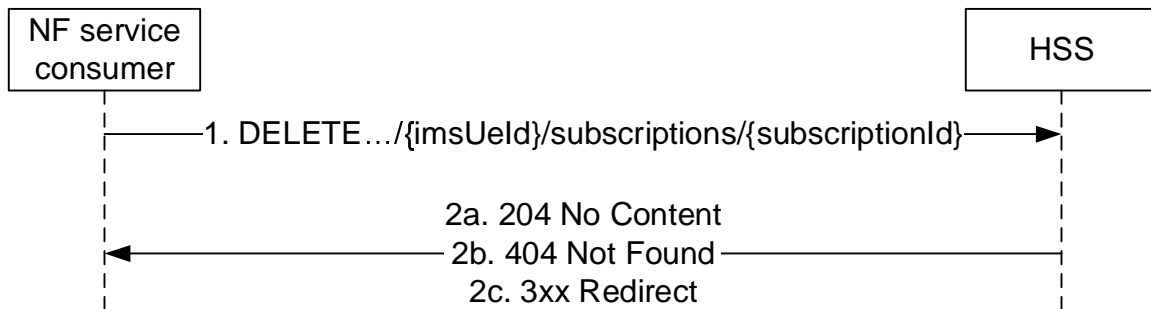 NF service
consumer
HSS
1. DELETE…/{imsUeId}/subscriptions/{subscriptionId}
2a. 204 No Content
2b. 404 Not Found
2c. 3xx Redirect